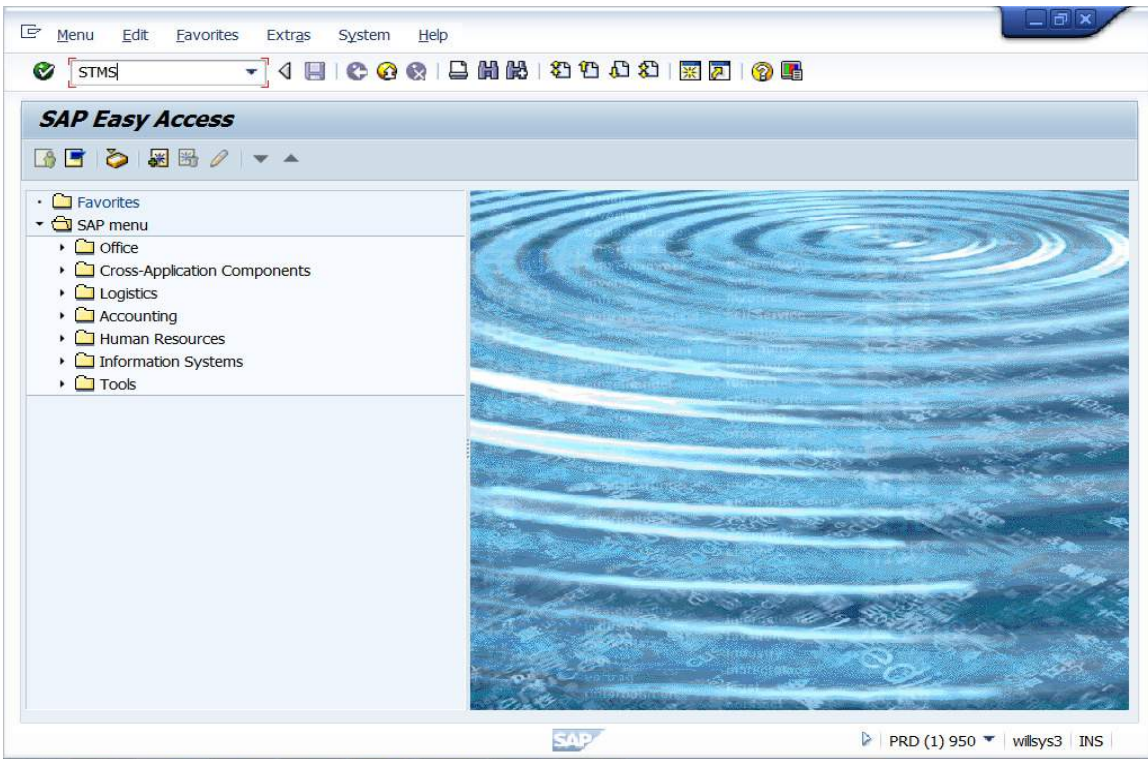 Menu Edit Favorites Extras System Help
STMS
SAP Easy Access
Favorites
SAP menu
Office
Cross-Application Components
Logistics
Accounting
Human Resources
Information Systems
Tools
SAP
PRD (1) 950 willsys3 INS